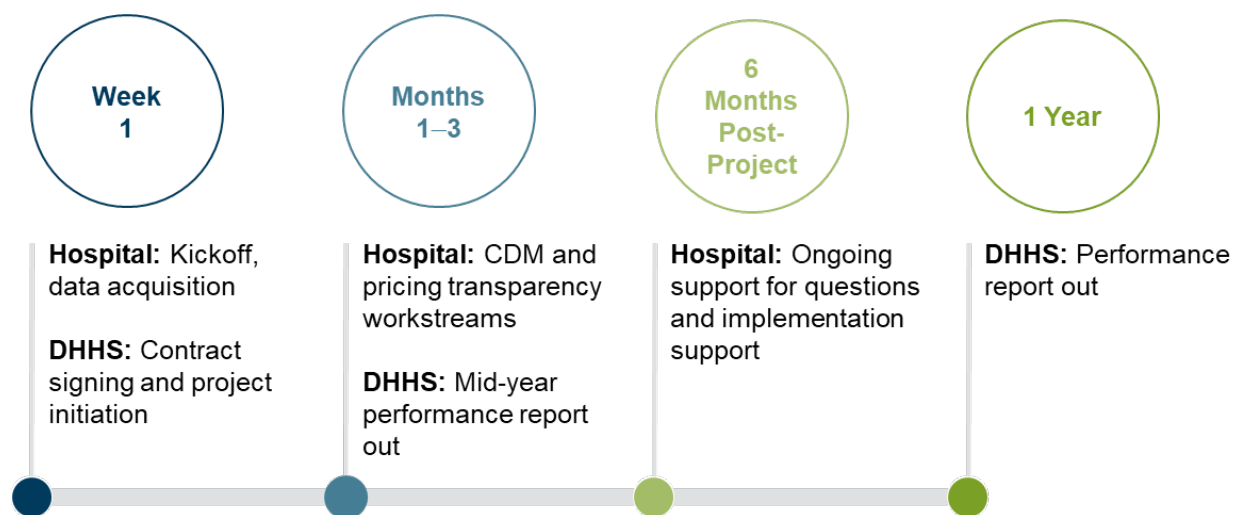 Week
1
Months
1–3
6
Months
Post-
Project
1 Year
Hospital: Kickoff,
data acquisition
DHHS: Contract
signing and project
initiation
Hospital: CDM and
pricing transparency
workstreams
DHHS: Mid-year
performance report
out
Hospital: Ongoing
support for questions
and implementation
support
DHHS: Performance
report out